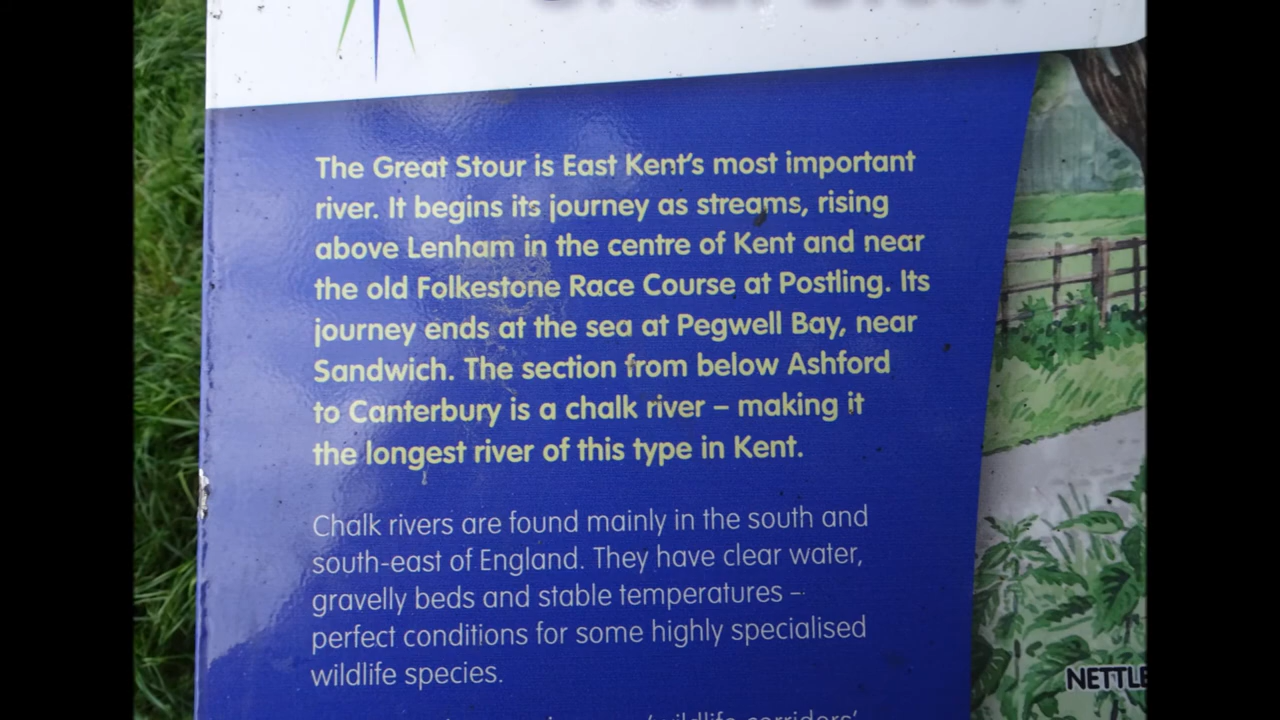 The Great Stour is East Kent's most important
river. It begins its journey as streams, rising
above Lenham in the centre of Kent and near
the old Folkestone Race Course at Postling. Its
journey ends at the sea at Pegwell Bay, near
Sandwich. The section from below Ashford
to Canterbury is a chalk river – making it
the longest river of this type in Kent.
Chalk rivers are found mainly in the south and
south-east of England. They have clear water,
gravelly beds and stable temperatures –
perfect conditions for some highly specialised
wildlife species.
'wildlife corridors'
NETTLE